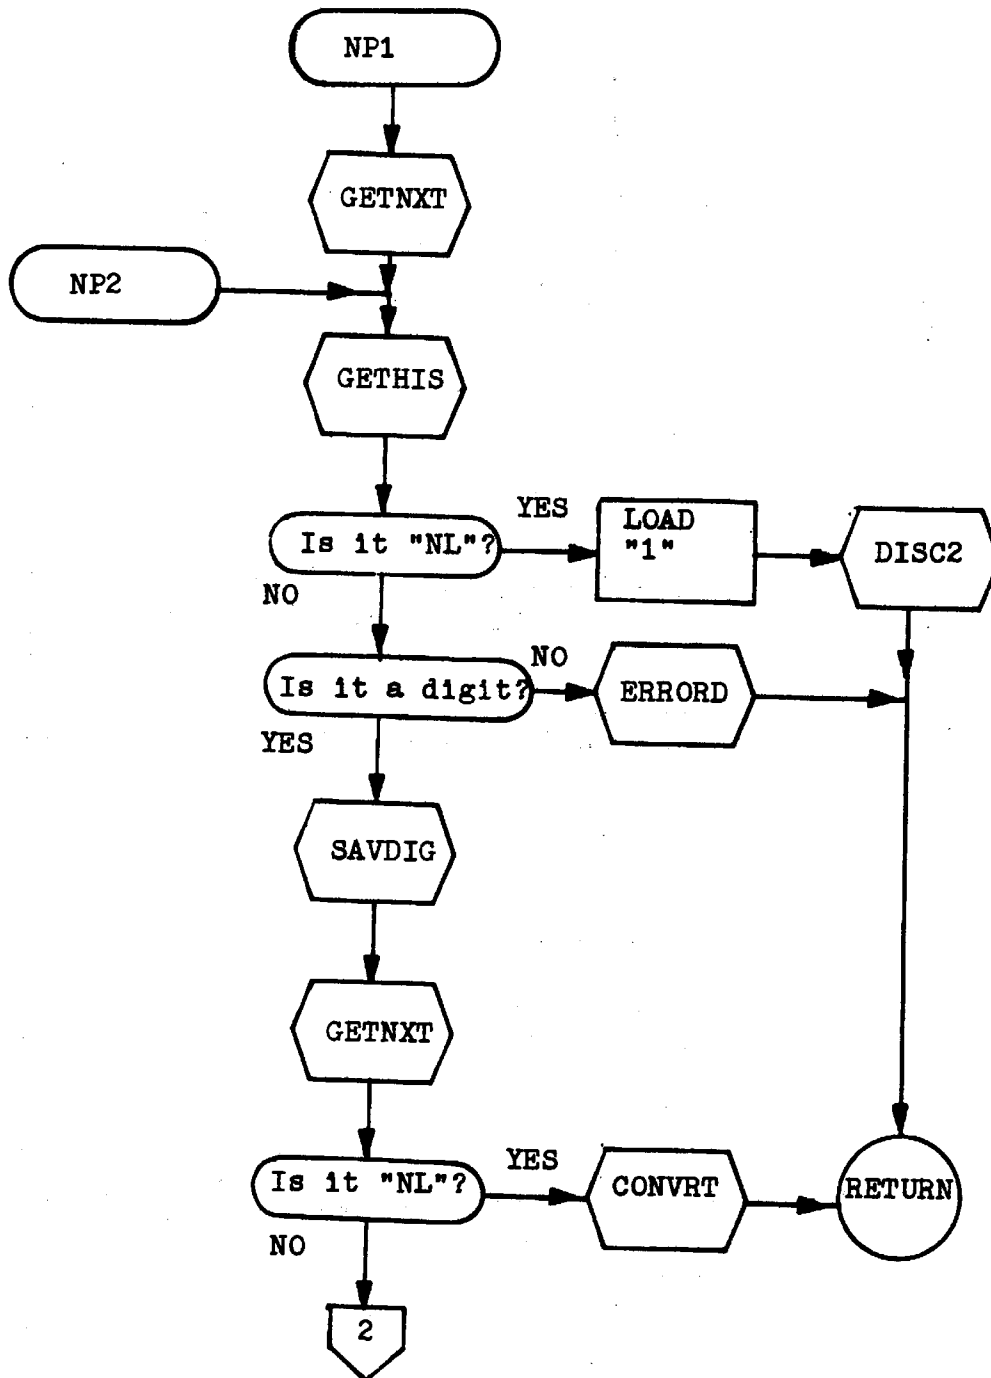 NP1
GETNXT
NP2
GETHIS
Is it "NL"?
YES
LOAD
"1"
DISC2
NO
Is it a digit?
NO
ERRORD
YES
SAVDIG
GETNXT
Is it "NL"?
YES
CONVRT
RETURN
NO
2